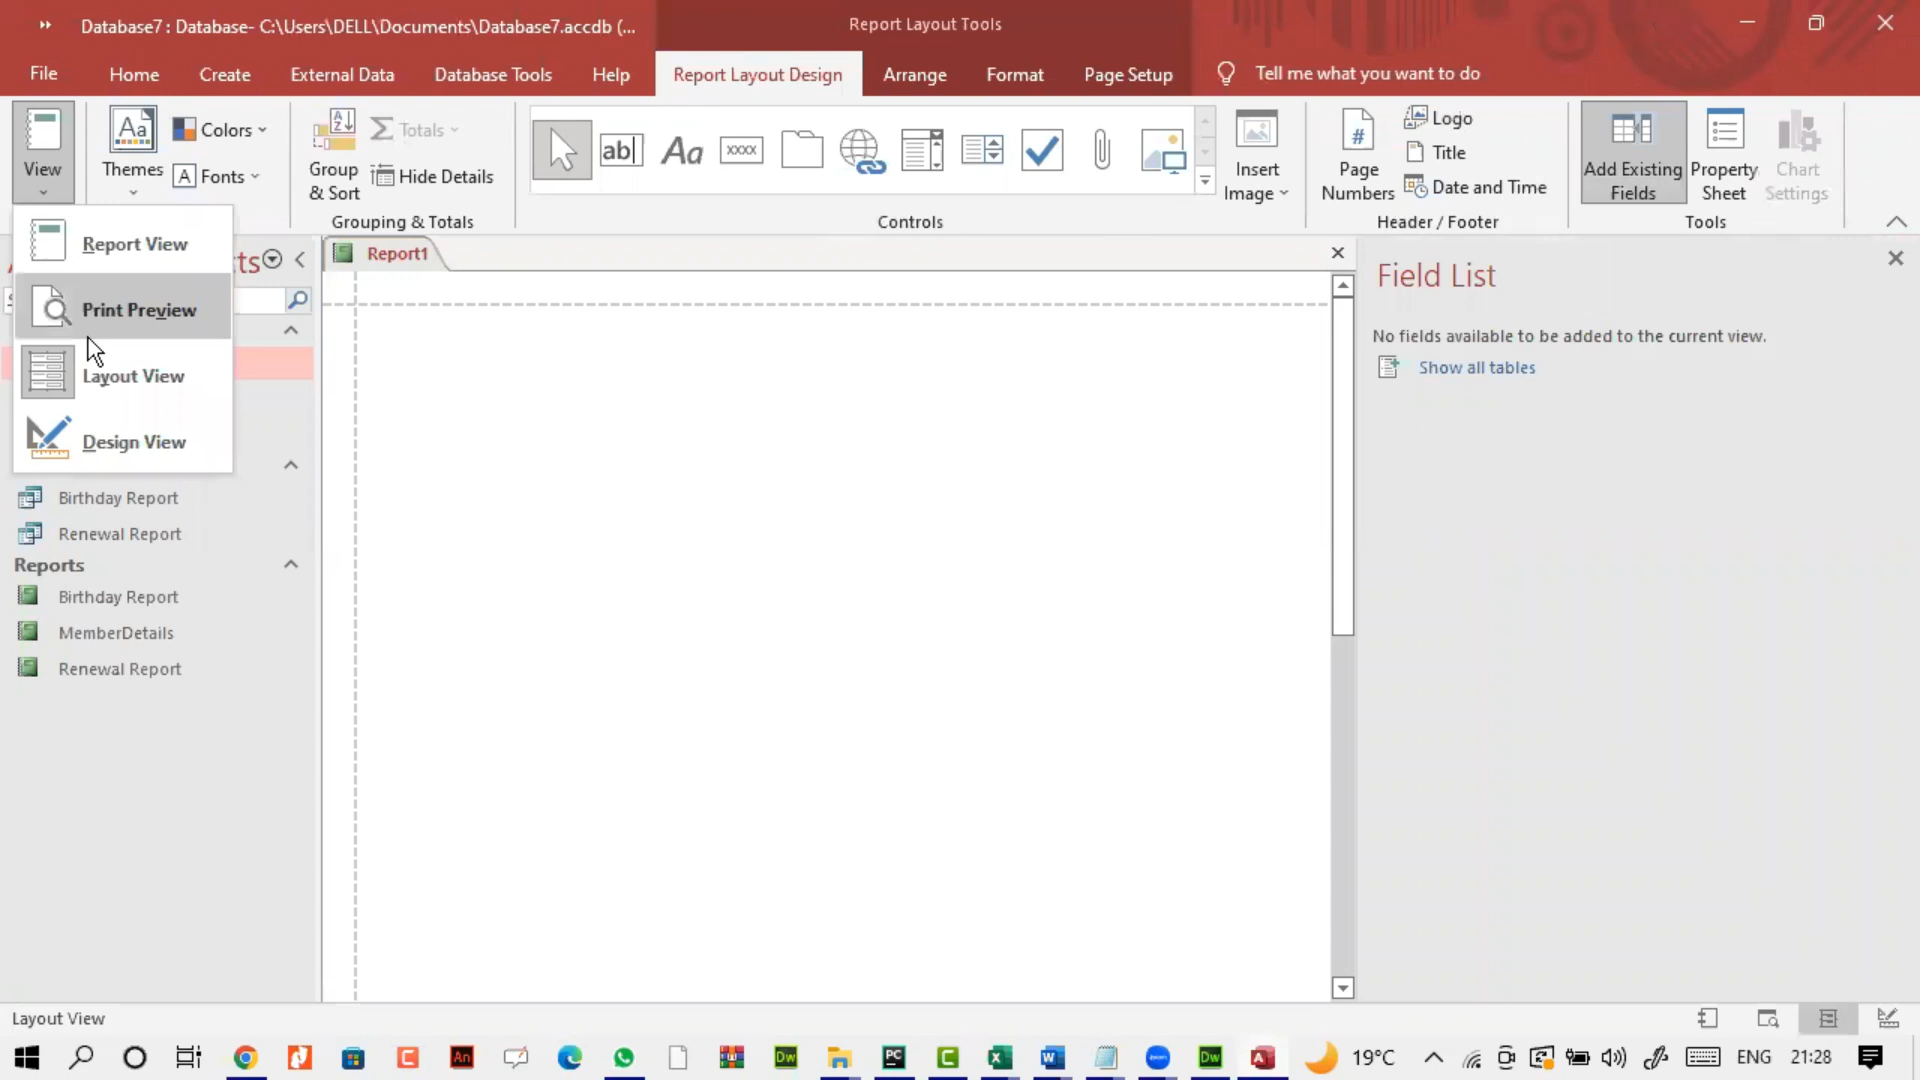 Database7 : Database- C:\Users\DELL\Documents\Database7.accdb (...
Report Layout Tools
File
Home
Create
External Data
Database Tools
Help
Report Layout Design
Arrange
Format
Page Setup
Tell me what you want to do
View
Aa
Themes
Colors
A Fonts
Group
& Sort
Totals
Hide Details
Grouping & Totals
ab
Aa
XXXX
Controls
Insert
Image
#
Page
Numbers
Logo
Title
Date and Time
Header / Footer
Add Existing
Fields
Property
Sheet
Chart
Settings
Tools
Report View
Print Preview
Layout View
Design View
Birthday Report
Renewal Report
Reports
Birthday Report
MemberDetails
Renewal Report
Report1
Field List
No fields available to be added to the current view.
Show all tables
Layout View
An
Dw
PC
C
Dw
19°C
ENG
21:28